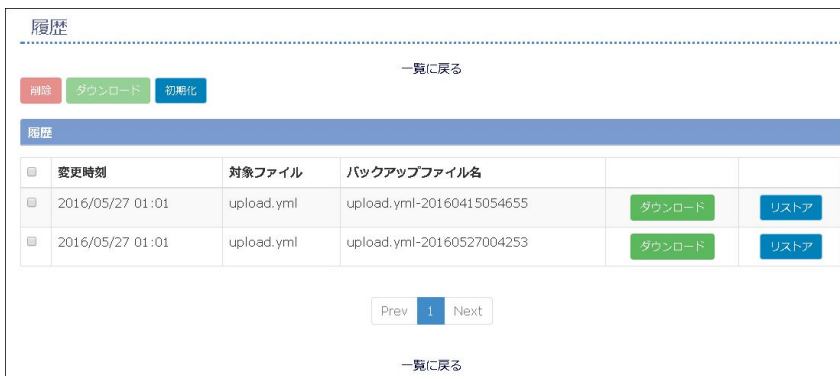 履歴
一覧に戻る
削除 ダウンロード 初期化
履歴
変更時刻 対象ファイル バックアップファイル名
2016/05/27 01:01 upload.yml upload.yml-20160415054655 ダウンロード リストア
2016/05/27 01:01 upload.yml upload.yml-20160527004253 ダウンロード リストア
Prev 1 Next
一覧に戻る